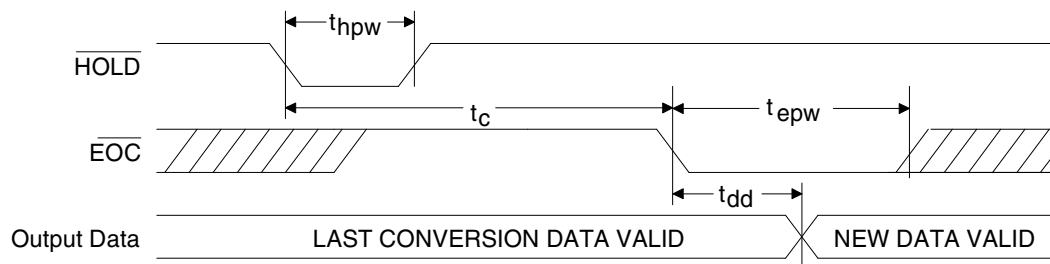 thpw
HOLD
tc
tepw
EOC
tdd
Output Data LAST CONVERSION DATA VALID NEW DATA VALID